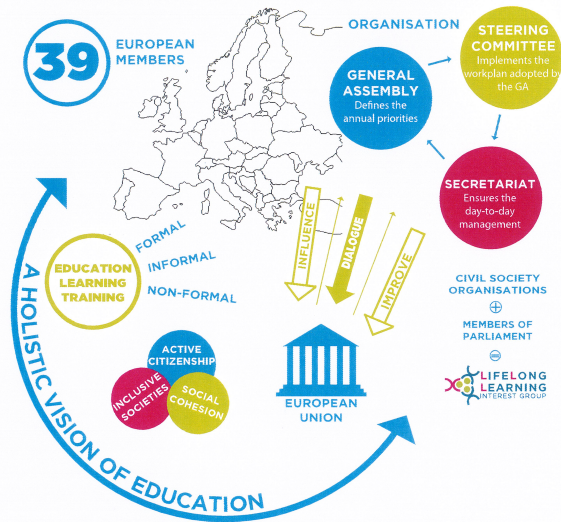 39
EUROPEAN
MEMBERS
ORGANISATION
GENERAL
ASSEMBLY
Defines the
annual priorities
STEERING
COMMITTEE
Implements the
workplan adopted by
the GA
SECRETARIAT
Ensures the
day-to-day
management
EDUCATION
LEARNING
TRAINING
FORMAL
INFORMAL
NON-FORMAL
INFLUENCE
DIALOGUE
IMPROVE
CIVIL SOCIETY
ORGANISATIONS
+
MEMBERS OF
PARLIAMENT
=
LIFELONG
LEARNING
INTEREST GROUP
ACTIVE
CITIZENSHIP
INCLUSIVE
SOCIETIES
SOCIAL
COHESION
EUROPEAN
UNION
A HOLISTIC VISION OF EDUCATION